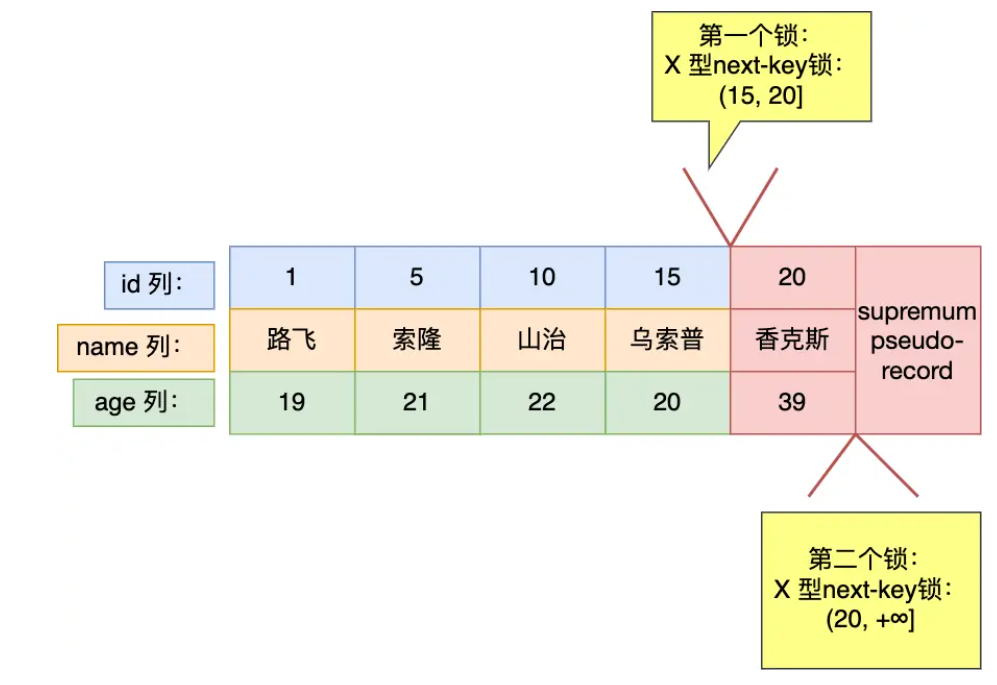 第一个锁：
X 型next-key锁：
(15, 20]
id 列：
1
5
10
15
20
name 列：
路飞
索隆
山治
乌索普
香克斯
supremum
pseudo-
record
age 列：
19
21
22
20
39
第二个锁：
X 型next-key锁：
(20, +∞]